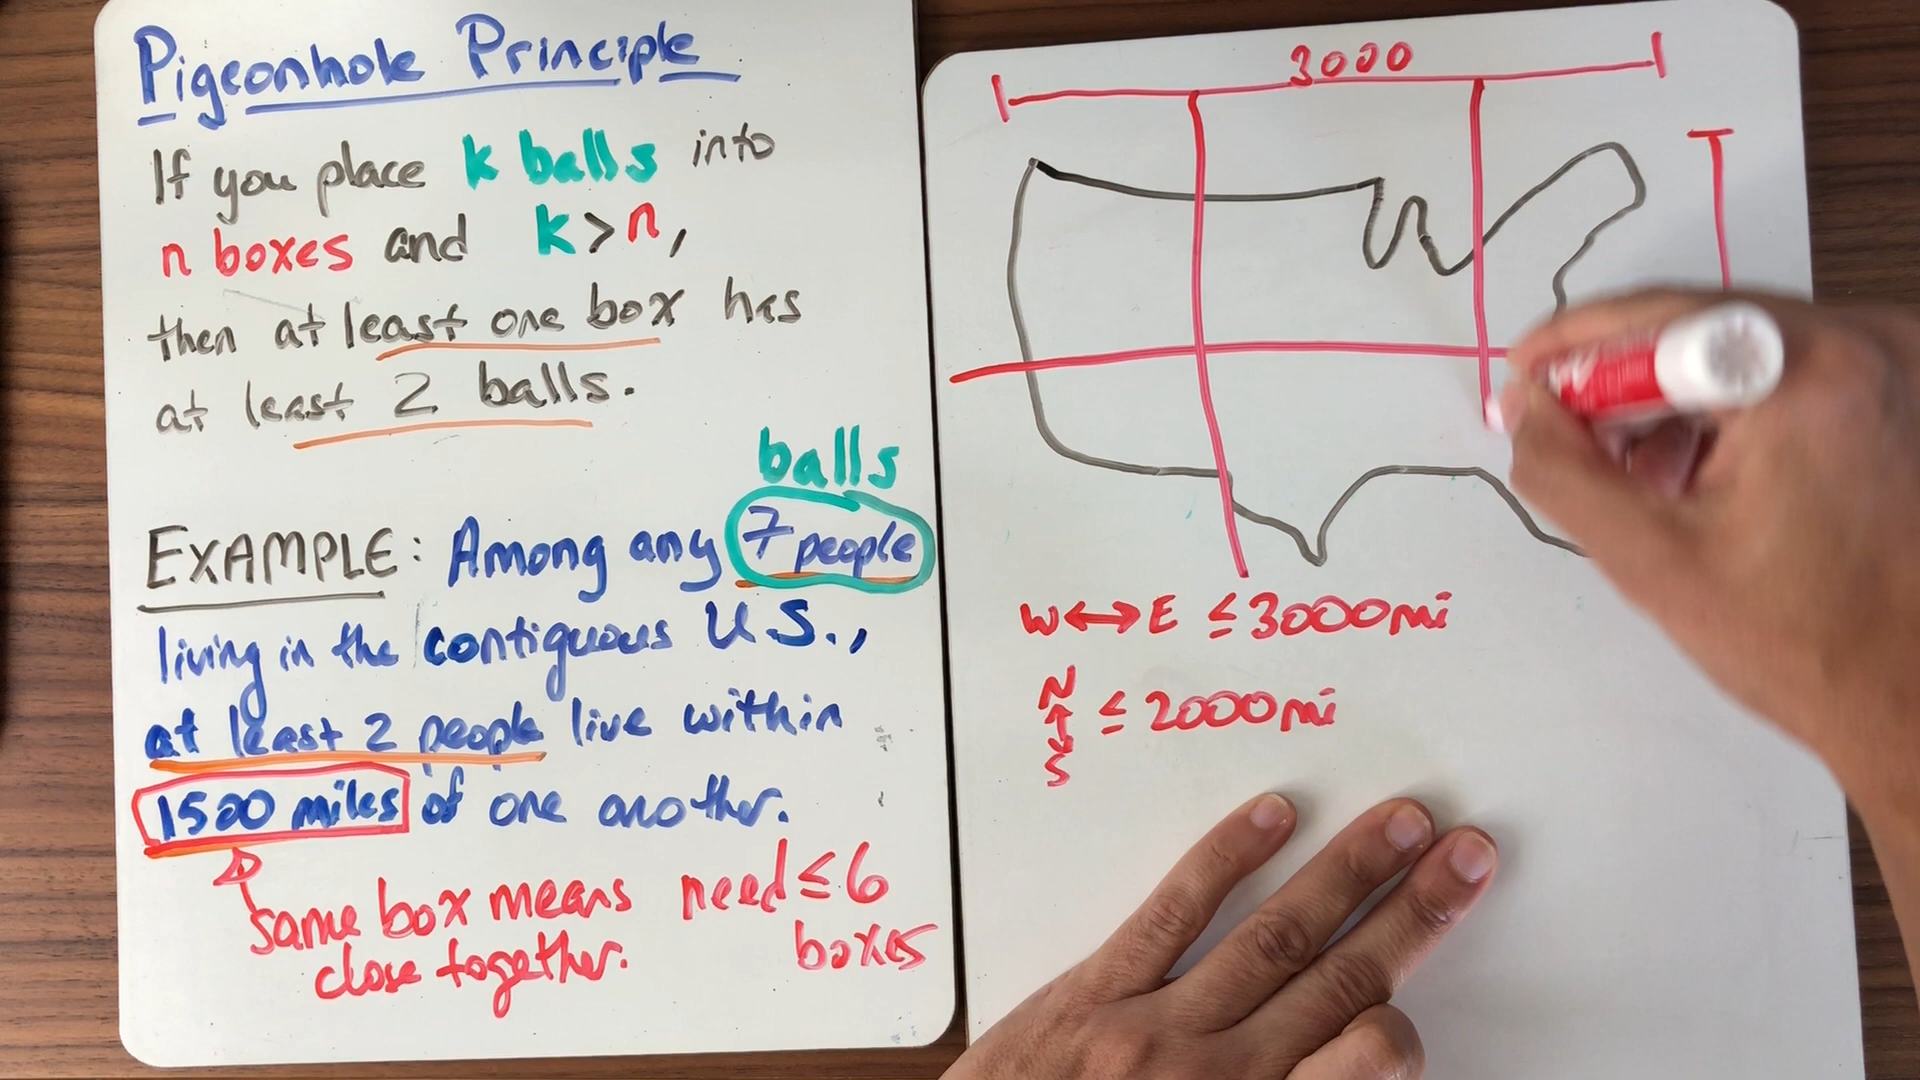 Pigeonhole Principle
If you place k balls into
n boxes and k>n,
then at least one box has
at least 2 balls.
balls
EXAMPLE: Among any 7 people
living in the contiguous U.S.,
at least 2 people live within
1500 miles of one another.
same box means
close together.
need ≤ 6
boxes
3000
W↔E ≤ 3000mi
N↔S ≤ 2000mi